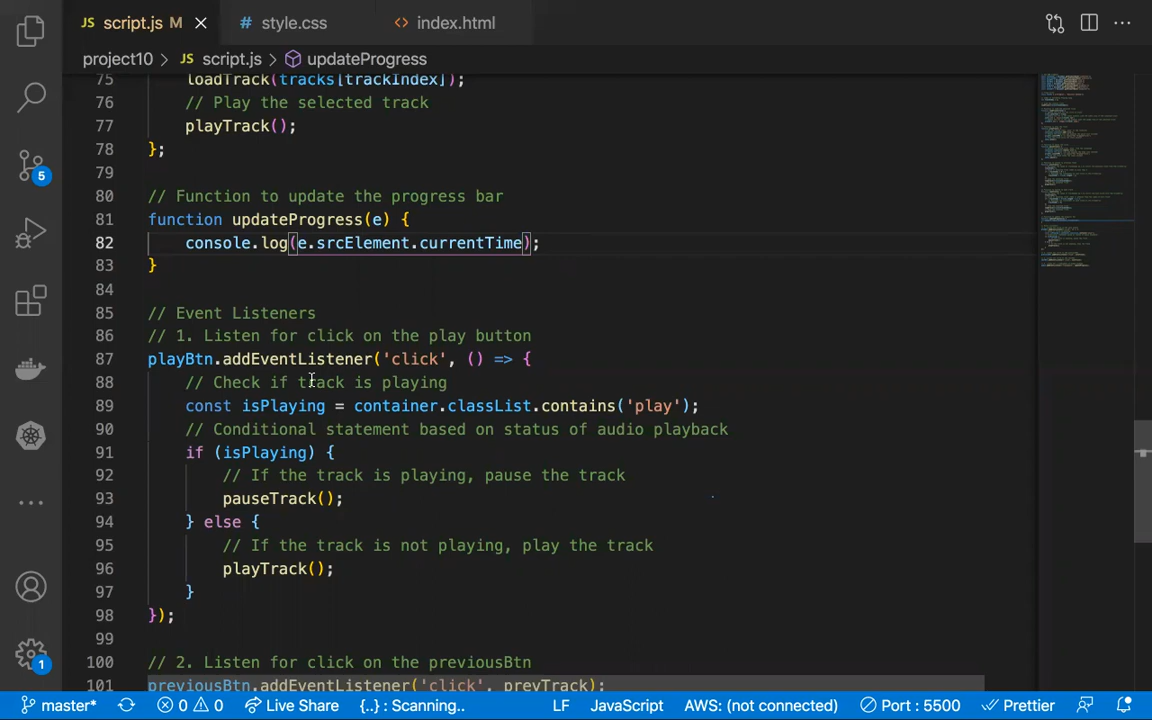 JS script.js M
# style.css
<> index.html
project10 > JS script.js > updateProgress
75 loadTrack(tracks[trackIndex]);
76 // Play the selected track
77 playTrack();
78 };
79
80 // Function to update the progress bar
81 function updateProgress(e) {
82 console.log(e.srcElement.currentTime);
83 }
84
85 // Event Listeners
86 // 1. Listen for click on the play button
87 playBtn.addEventListener('click', () => {
88 // Check if track is playing
89 const isPlaying = container.classList.contains('play');
90 // Conditional statement based on status of audio playback
91 if (isPlaying) {
92 // If the track is playing, pause the track
93 pauseTrack();
94 } else {
95 // If the track is not playing, play the track
96 playTrack();
97 }
98 });
99
100 // 2. Listen for click on the previousBtn
101 previousBtn.addEventListener('click', prevTrack);
5
1
master* 0 0 Live Share {..} : Scanning.. LF JavaScript AWS: (not connected) Port : 5500 Prettier